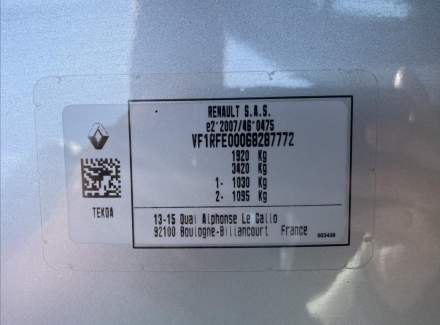 RENAULT S.A.S.
e2*2007/46*0475
VF1RFE00068287772
1920 Kg
3420 Kg
1- 1030 Kg
2- 1095 Kg
TEKOA
13-15 Quai Alphonse Le Gallo
92100 Boulogne-Billancourt France